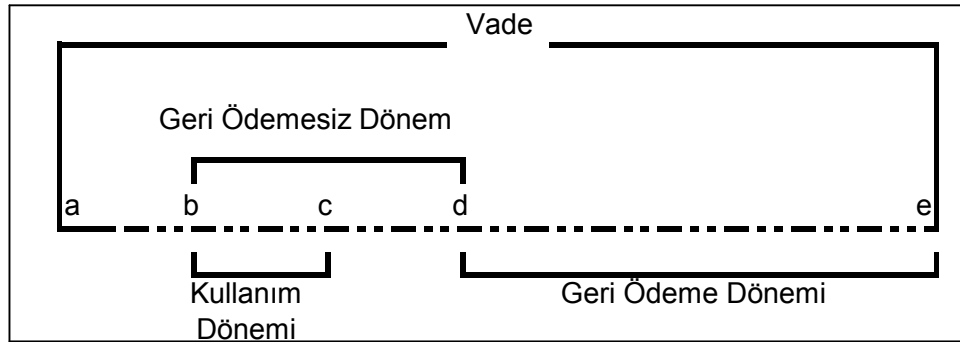 Vade
Geri Ödemesiz Dönem
a b c d e
Kullanım
Dönemi
Geri Ödeme Dönemi